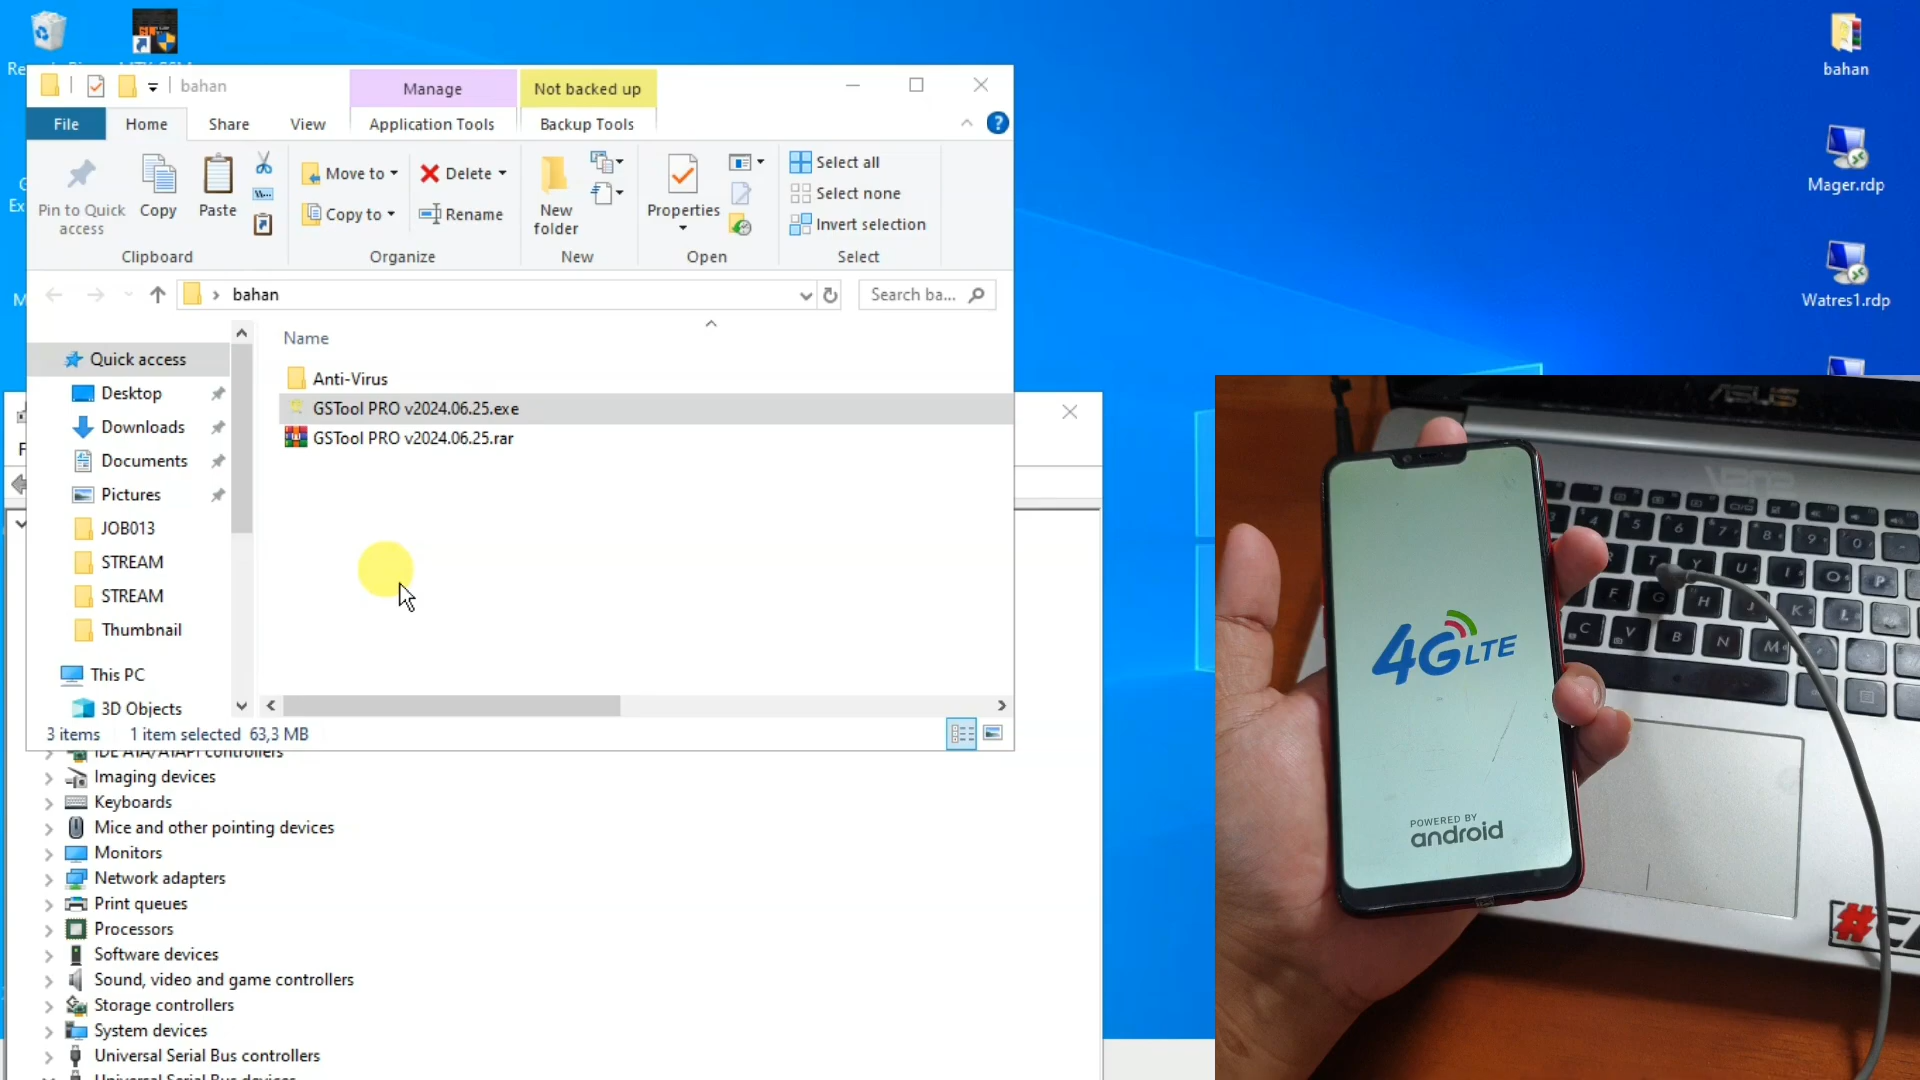 bahan
Manage
Not backed up
File
Home
Share
View
Application Tools
Backup Tools
Pin to Quick
access
Copy
Paste
Move to
Copy to
Delete
Rename
New
folder
Properties
Select all
Select none
Invert selection
Clipboard
Organize
New
Open
Select
bahan
Search ba...
Name
Quick access
Desktop
Downloads
Documents
Pictures
JOB013
STREAM
STREAM
Thumbnail
This PC
3D Objects
Anti-Virus
GSTool PRO v2024.06.25.exe
GSTool PRO v2024.06.25.rar
3 items
1 item selected 63,3 MB
Imaging devices
Keyboards
Mice and other pointing devices
Monitors
Network adapters
Print queues
Processors
Software devices
Sound, video and game controllers
Storage controllers
System devices
Universal Serial Bus controllers
Universal Serial Bus devices
bahan
Mager.rdp
Watres1.rdp
ASUS
4G LTE
POWERED BY
android